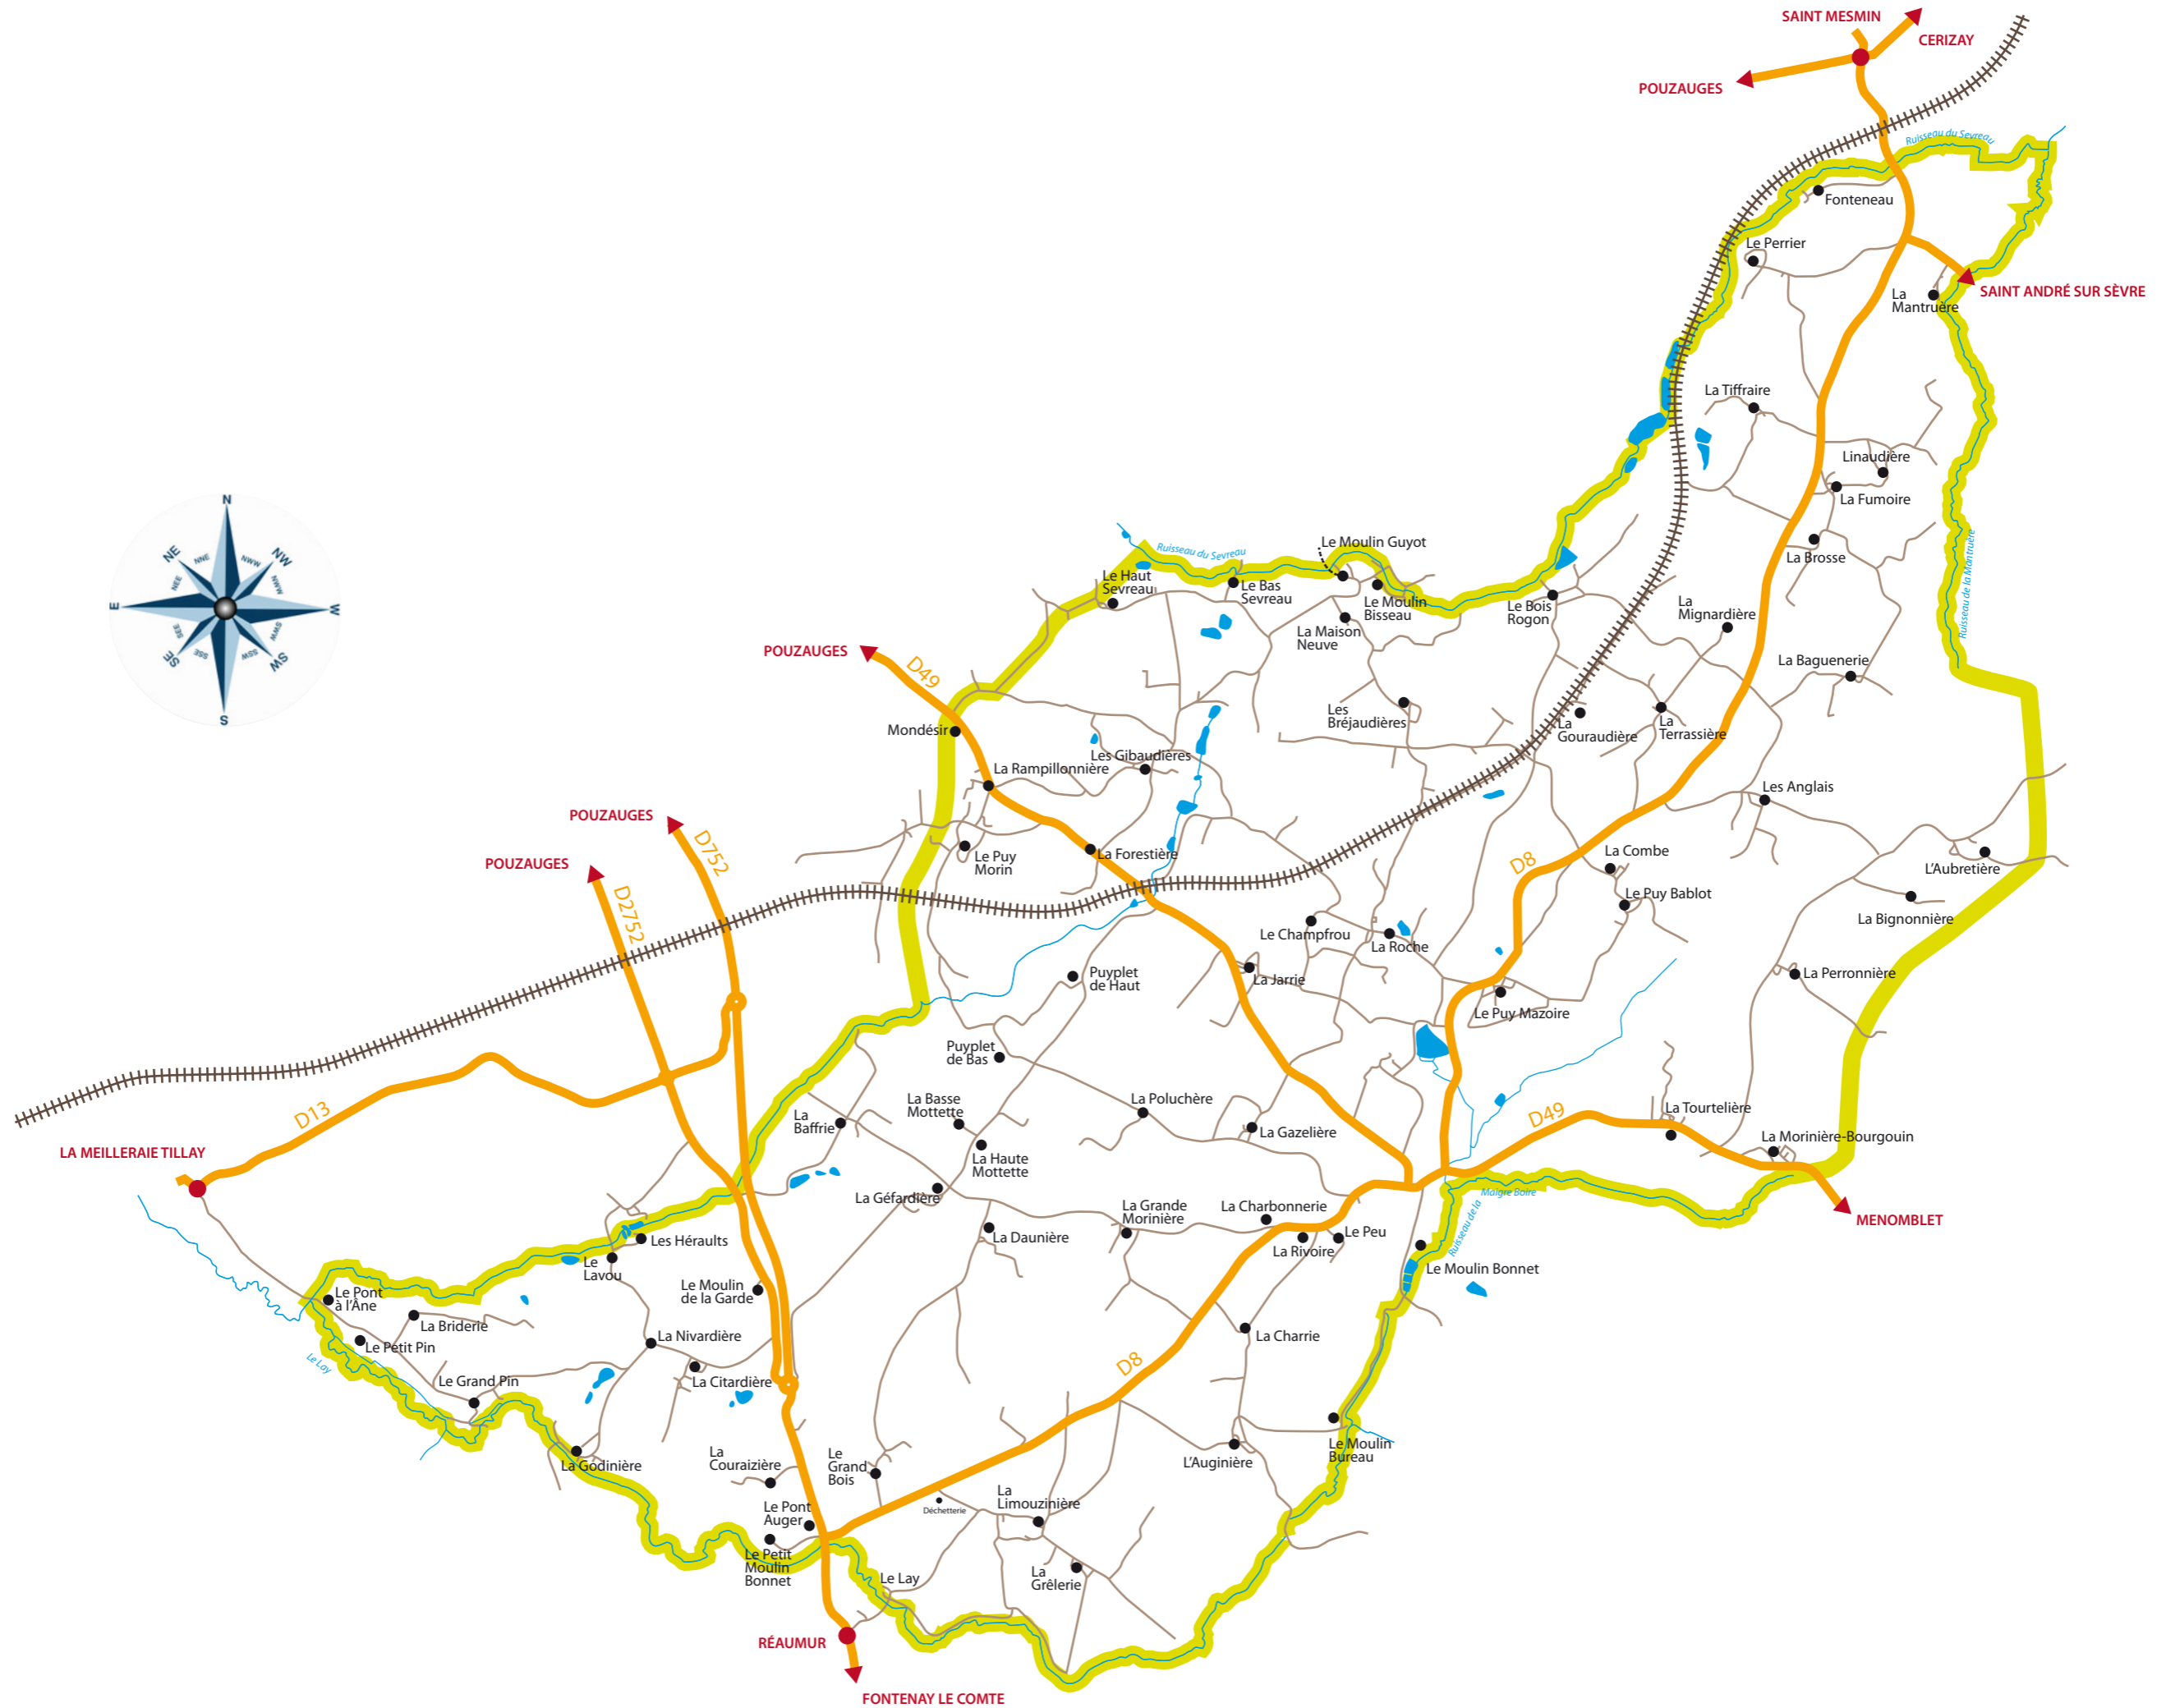 SAINT MESMIN
CERIZAY
POUZAUGES
Ruisseau du Sevreau
Fonteneau
Le Perrier
SAINT ANDRÉ SUR SÈVRE
La
Mantruère
La Tiffraire
Linaudière
La Fumoire
La Brosse
Ruisseau de la Mantruère
N
NE
NNE
NWW
NW
NEE
NWW
E
W
SEE
SWW
SE
SSE
SSW
SW
S
Ruisseau du Sevreau
Le Moulin Guyot
Le Haut
Sevreau
Le Bas
Sevreau
Le Moulin
Bisseau
Le Bois
Rogon
La Maison
Neuve
La
Mignardière
La Baguenerie
POUZAUGES
D49
Mondésir
Les
Bréjaudières
La
Gouraudière
La
Terrassière
Les Gibaudières
La Rampillonnière
Les Anglais
POUZAUGES
D752
POUZAUGES
D2752
Le Puy
Morin
La Forestière
D8
La Combe
L'Aubretière
Le Puy Bablot
La Bignonnière
Le Champfrou
La Roche
La Jarrie
Puyplet
de Haut
La Perronnière
Le Puy Mazoire
Puyplet
de Bas
D13
La Basse
Mottette
La
Baffrie
La Poluchère
La Gazelière
D49
La Tourtelière
La Morinière-Bourgouin
LA MEILLERAIE TILLAY
La Haute
Mottette
La Géfardière
La Grande
Morinière
La Charbonnerie
Maigre Boire
Ruisseau de la
MENOMBLET
Les Héraults
La Daunière
La Rivoire
Le Peu
Le
Lavou
Le Moulin Bonnet
Le Moulin
de la Garde
Le Pont
à l'Âne
La Briderie
Le Petit Pin
La Nivardière
La Charrie
Le Lay
D8
Le Grand Pin
La Citardière
La Godinière
La
Couraizière
Le
Grand
Bois
L'Auginière
Le Moulin
Bureau
La
Limouzinière
Déchetterie
Le Pont
Auger
Le Petit
Moulin
Bonnet
Le Lay
La
Grêlerie
RÉAUMUR
FONTENAY LE COMTE